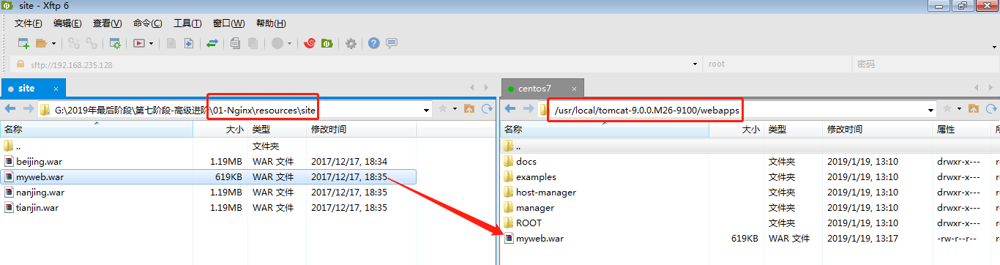 site - Xftp 6
文件(F) 编辑(E) 查看(V) 命令(C) 工具(T) 窗口(W) 帮助(H)
sftp://192.168.235.128 root 密码
site × centos7 ×
G:\2019年最后阶段\第七阶段-高级进阶\01-Nginx\resources\site /usr/local/tomcat-9.0.0.M26-9100/webapps
名称 大小 类型 修改时间 名称 大小 类型 修改时间 属性
.. 文件夹 ..
beijing.war 1.19MB WAR 文件 2017/12/17, 18:34 docs 文件夹 2019/1/19, 13:10 drwxr-x---
myweb.war 619KB WAR 文件 2017/12/17, 18:35 examples 文件夹 2019/1/19, 13:10 drwxr-x---
nanjing.war 1.19MB WAR 文件 2017/12/17, 18:35 host-manager 文件夹 2019/1/19, 13:10 drwxr-x---
tianjin.war 1.19MB WAR 文件 2017/12/17, 18:35 manager 文件夹 2019/1/19, 13:10 drwxr-x---
ROOT 文件夹 2019/1/19, 13:10 drwxr-x---
myweb.war 619KB WAR 文件 2019/1/19, 13:17 -rw-r--r--